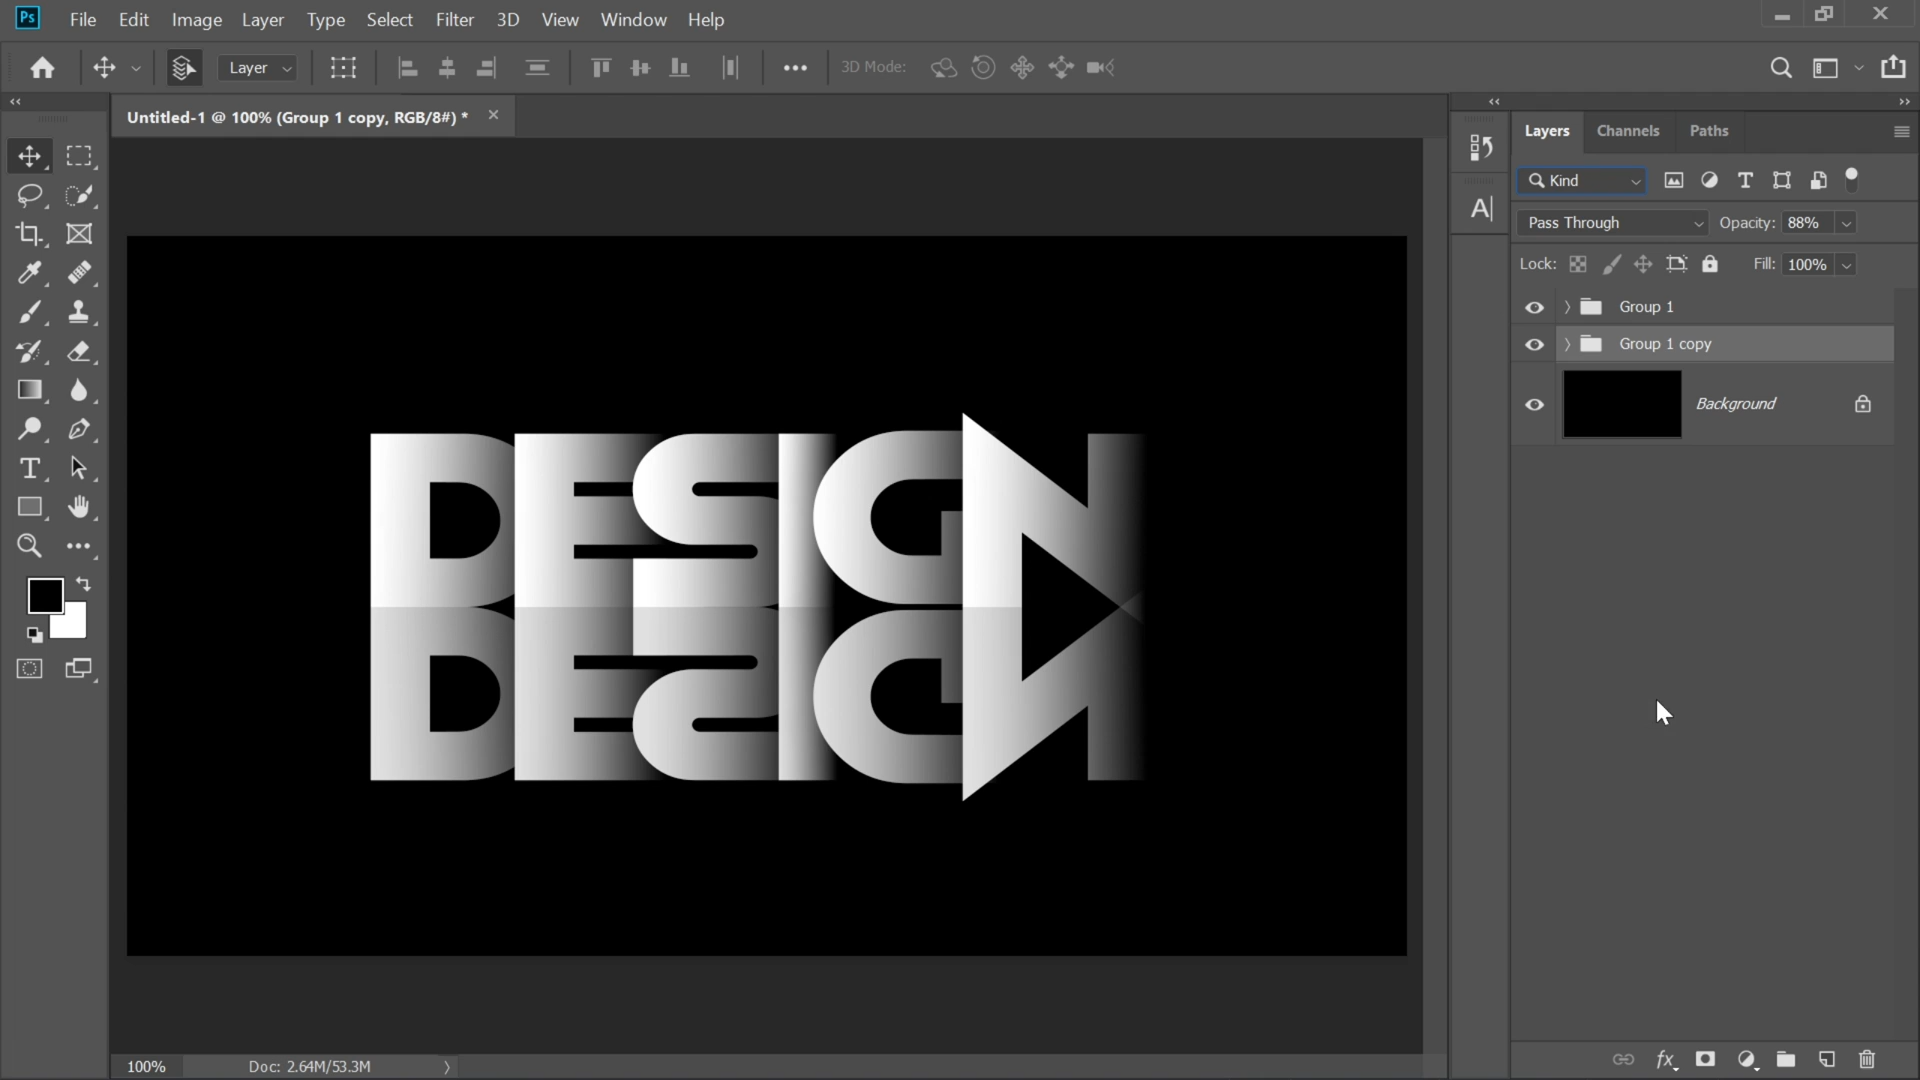 Ps File Edit Image Layer Type Select Filter 3D View Window Help
Layer 3D Mode:
Untitled-1 @ 100% (Group 1 copy, RGB/8#) *
Layers Channels Paths
Kind
Pass Through Opacity: 88%
Lock: Fill: 100%
Group 1
Group 1 copy
Background
DESIGN
DESIGN
100% Doc: 2.64M/53.3M